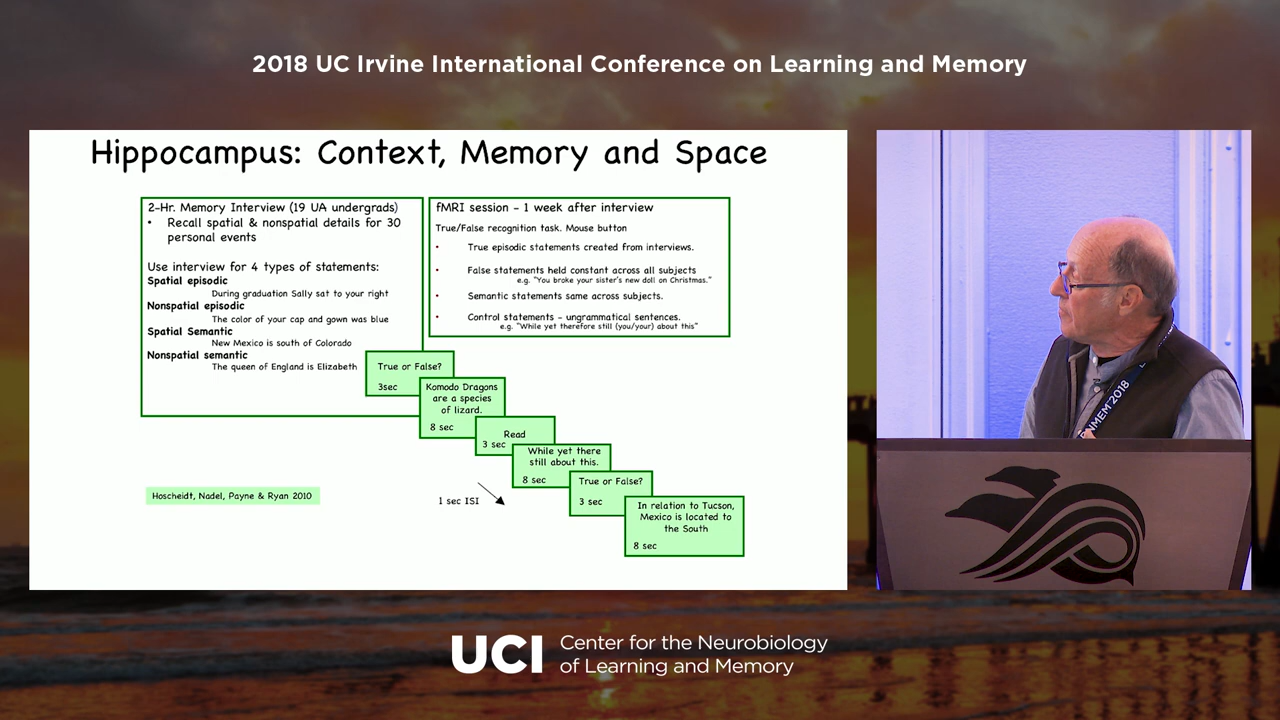 2018 UC Irvine International Conference on Learning and Memory
Hippocampus: Context, Memory and Space
2-Hr. Memory Interview (19 UA undergrads)
• Recall spatial & nonspatial details for 30
personal events
Use interview for 4 types of statements:
Spatial episodic
During graduation Sally sat to your right
Nonspatial episodic
The color of your cap and gown was blue
Spatial Semantic
New Mexico is south of Colorado
Nonspatial semantic
The queen of England is Elizabeth
fMRI session - 1 week after interview
True/False recognition task. Mouse button
• True episodic statements created from interviews.
• False statements held constant across all subjects
e.g. "You broke your sister's new doll on Christmas."
• Semantic statements same across subjects.
• Control statements - ungrammatical sentences.
e.g. "While yet therefore still (you/your) about this"
True or False?
3sec
Komodo Dragons
are a species
of lizard.
8 sec
Read
3 sec
While yet there
still about this.
8 sec
True or False?
3 sec
In relation to Tucson,
Mexico is located to
the South
8 sec
1 sec ISI
Hoscheidt, Nadel, Payne & Ryan 2010
NMEM'2018
UCI
Center for the Neurobiology
of Learning and Memory